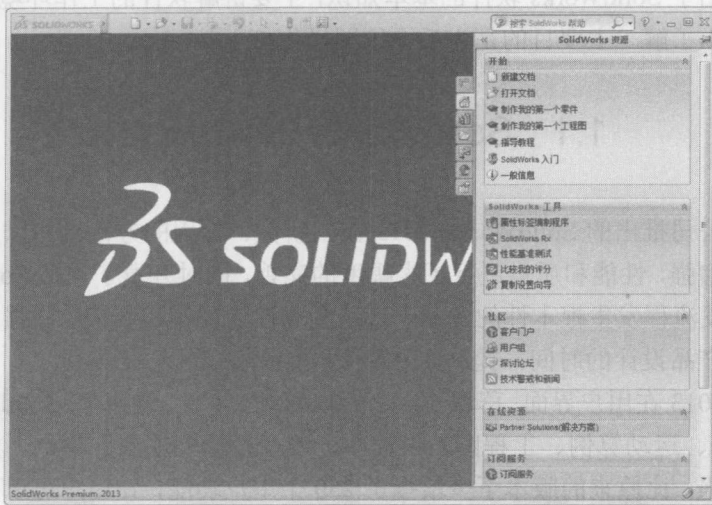 SOLIDWORKS
搜索 SolidWorks 帮助
SolidWorks 资源
开始
新建文档
打开文档
制作我的第一个零件
制作我的第一个工程图
指导教程
SolidWorks 入门
一般信息
SolidWorks 工具
属性标签编制程序
SolidWorks Rx
性能基准测试
比较我的评分
复制设置向导
社区
客户门户
用户组
探讨论坛
技术警戒和新闻
在线资源
Partner Solutions(解决方案)
订阅服务
订阅服务
SOLIDW
SolidWorks Premium 2013